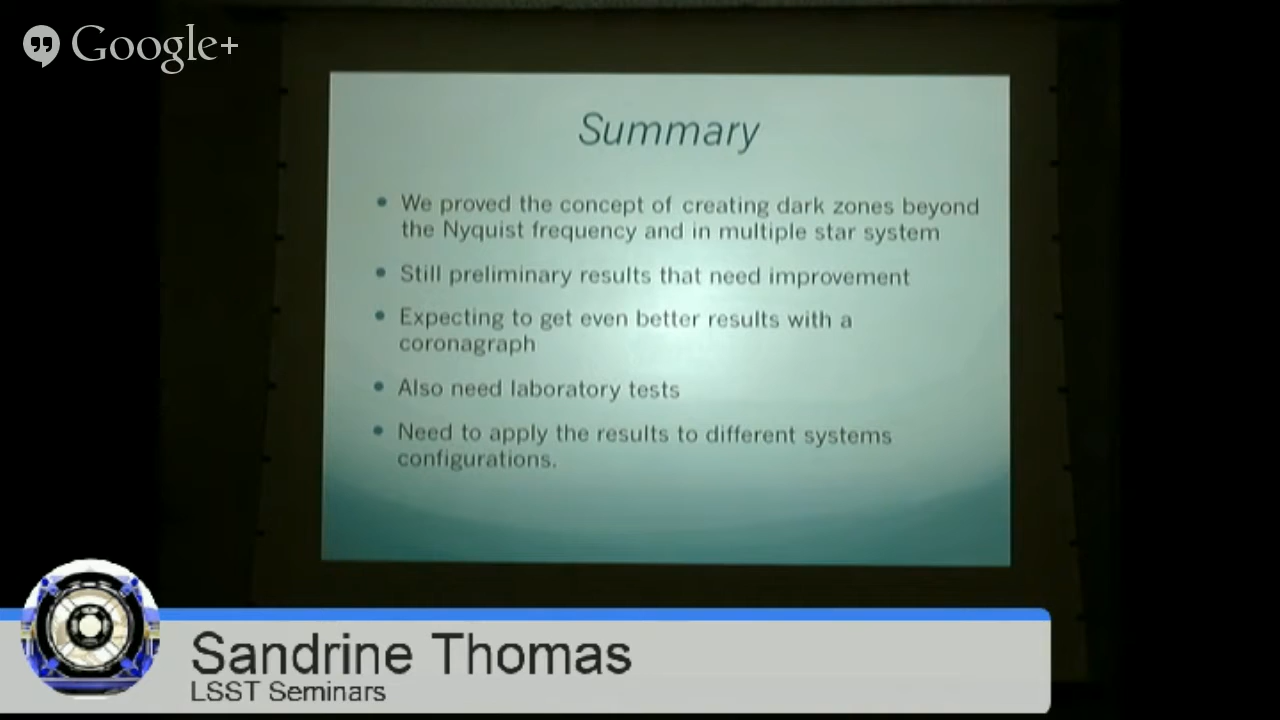 Google+
Summary
• We proved the concept of creating dark zones beyond
the Nyquist frequency and in multiple star system
• Still preliminary results that need improvement
• Expecting to get even better results with a
coronagraph
• Also need laboratory tests
• Need to apply the results to different systems
configurations.
Sandrine Thomas
LSST Seminars